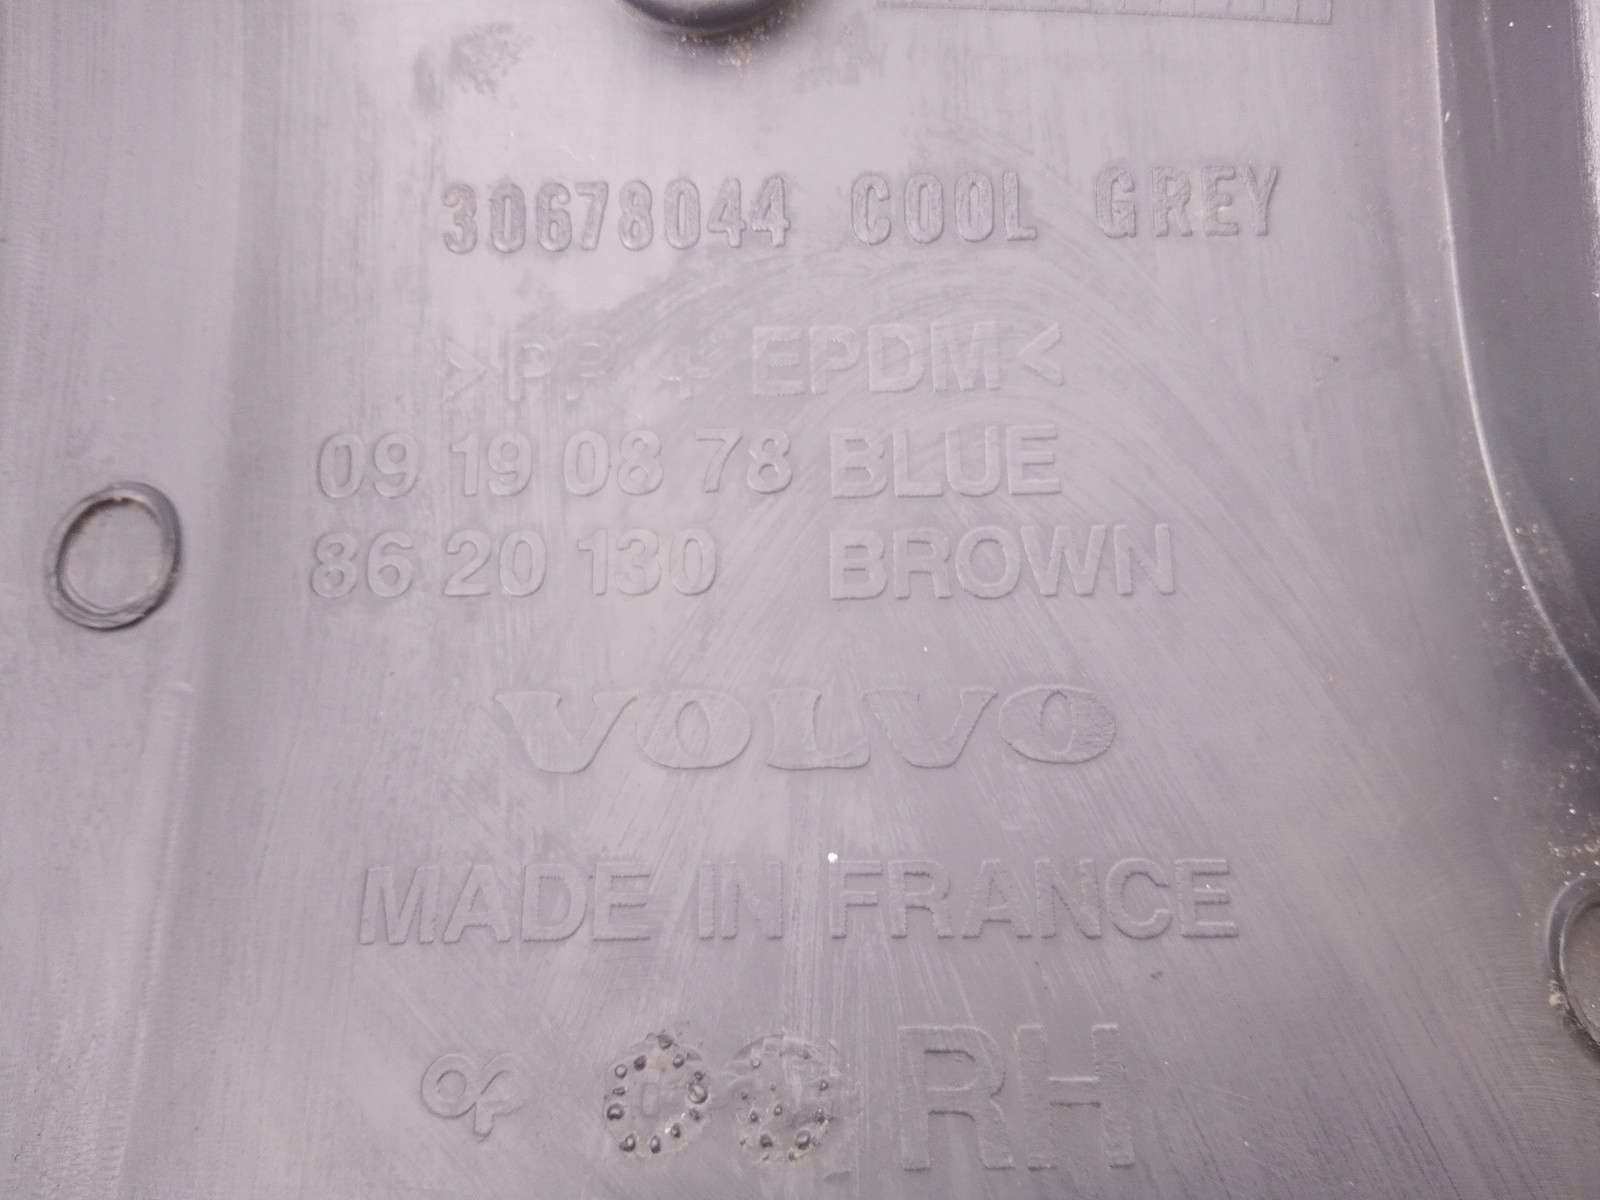 30678044 COOL GREY
>PP + EPDM<
09 19 08 78 BLUE
86 20 130 BROWN
VOLVO
MADE IN FRANCE
RH